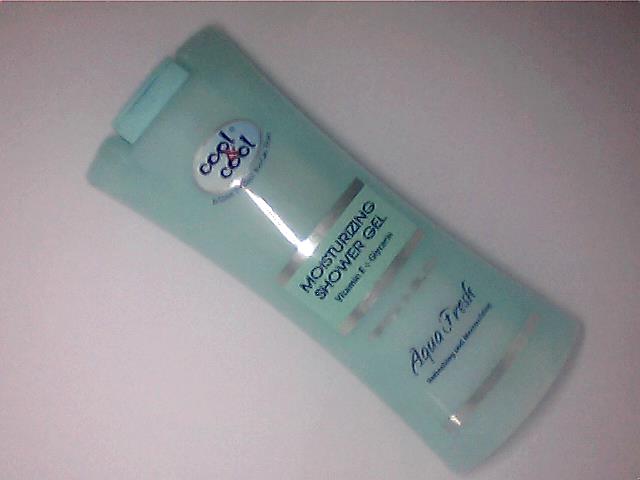 cool
&
cool
MOISTURIZING
SHOWER GEL
Vitamin E + Glycerin
Aqua Fresh
Refreshing and Moisturizing